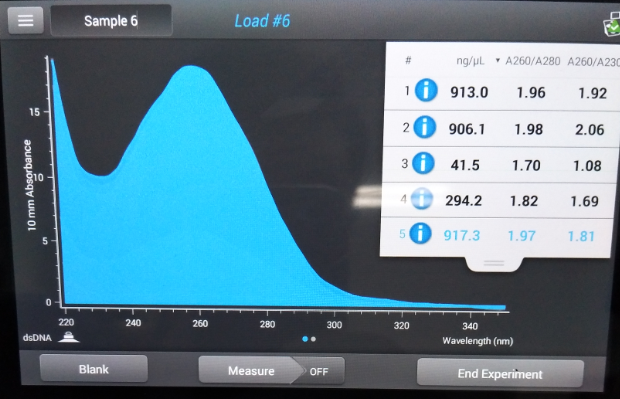 Sample 6 Load #6
# ng/µL A260/A280 A260/A230
1 913.0 1.96 1.92
2 906.1 1.98 2.06
3 41.5 1.70 1.08
4 294.2 1.82 1.69
5 917.3 1.97 1.81
10 mm Absorbance
15
10
5
0
220 240 260 280 300 320 340
dsDNA Wavelength (nm)
Blank Measure OFF End Experiment